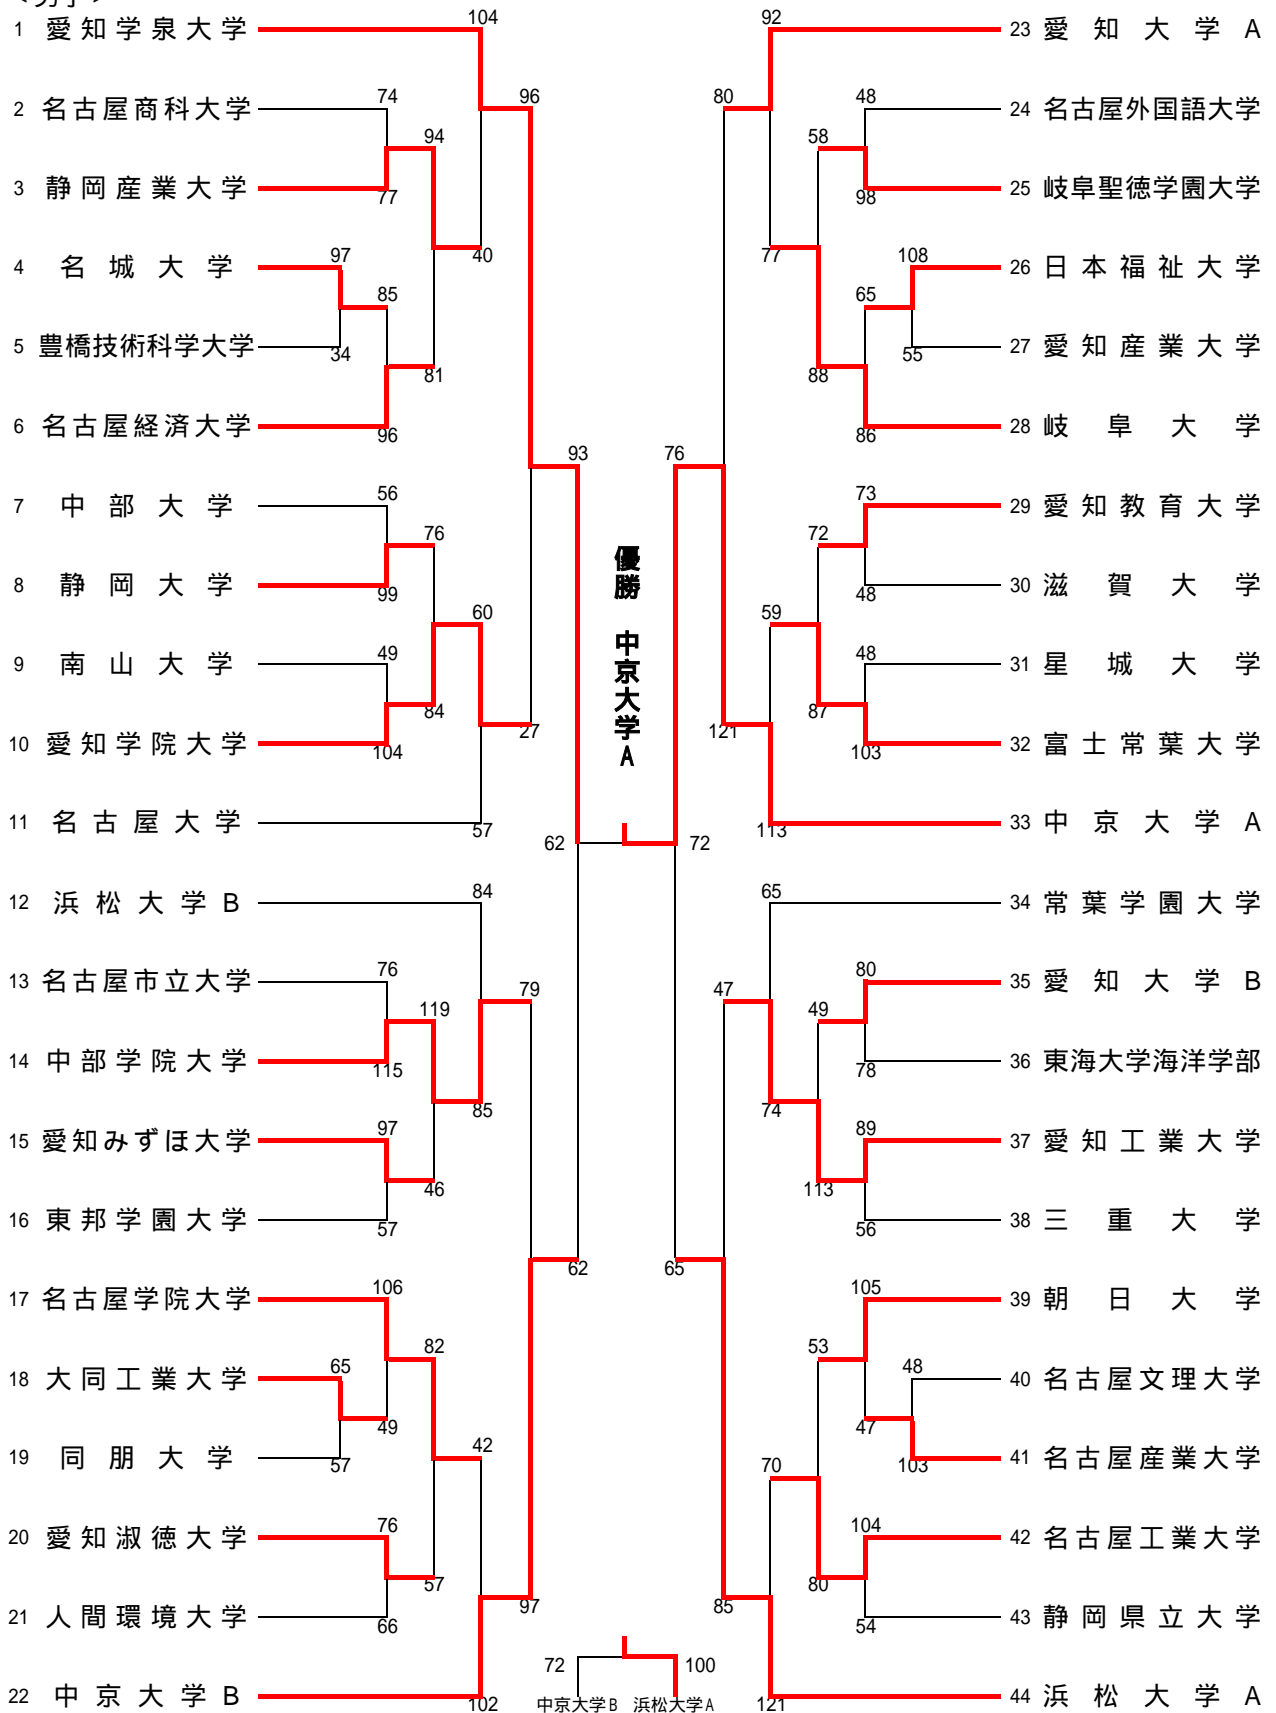 <男子>
1 愛知学泉大学
2 名古屋商科大学
3 静岡産業大学
4 名城大学
5 豊橋技術科学大学
6 名古屋経済大学
7 中部大学
8 静岡大学
9 南山大学
10 愛知学院大学
11 名古屋大学
12 浜松大学B
13 名古屋市立大学
14 中部学院大学
15 愛知みずほ大学
16 東邦学園大学
17 名古屋学院大学
18 大同工業大学
19 同朋大学
20 愛知淑徳大学
21 人間環境大学
22 中京大学B
104
74
77
94
97
34
85
96
81
40
96
56
99
76
49
104
84
60
57
27
93
84
76
115
119
97
57
46
85
79
106
65
57
49
82
76
66
57
42
102
97
62
62
優勝 中京大学A
72
72
中京大学B
100
浜松大学A
76
65
92
80
48
98
58
108
55
65
86
88
77
73
48
72
48
103
87
59
113
121
65
47
80
78
49
89
56
113
74
105
48
103
47
53
104
54
80
70
121
85
23 愛知大学A
24 名古屋外国語大学
25 岐阜聖徳学園大学
26 日本福祉大学
27 愛知産業大学
28 岐阜大学
29 愛知教育大学
30 滋賀大学
31 星城大学
32 富士常葉大学
33 中京大学A
34 常葉学園大学
35 愛知大学B
36 東海大学海洋学部
37 愛知工業大学
38 三重大学
39 朝日大学
40 名古屋文理大学
41 名古屋産業大学
42 名古屋工業大学
43 静岡県立大学
44 浜松大学A